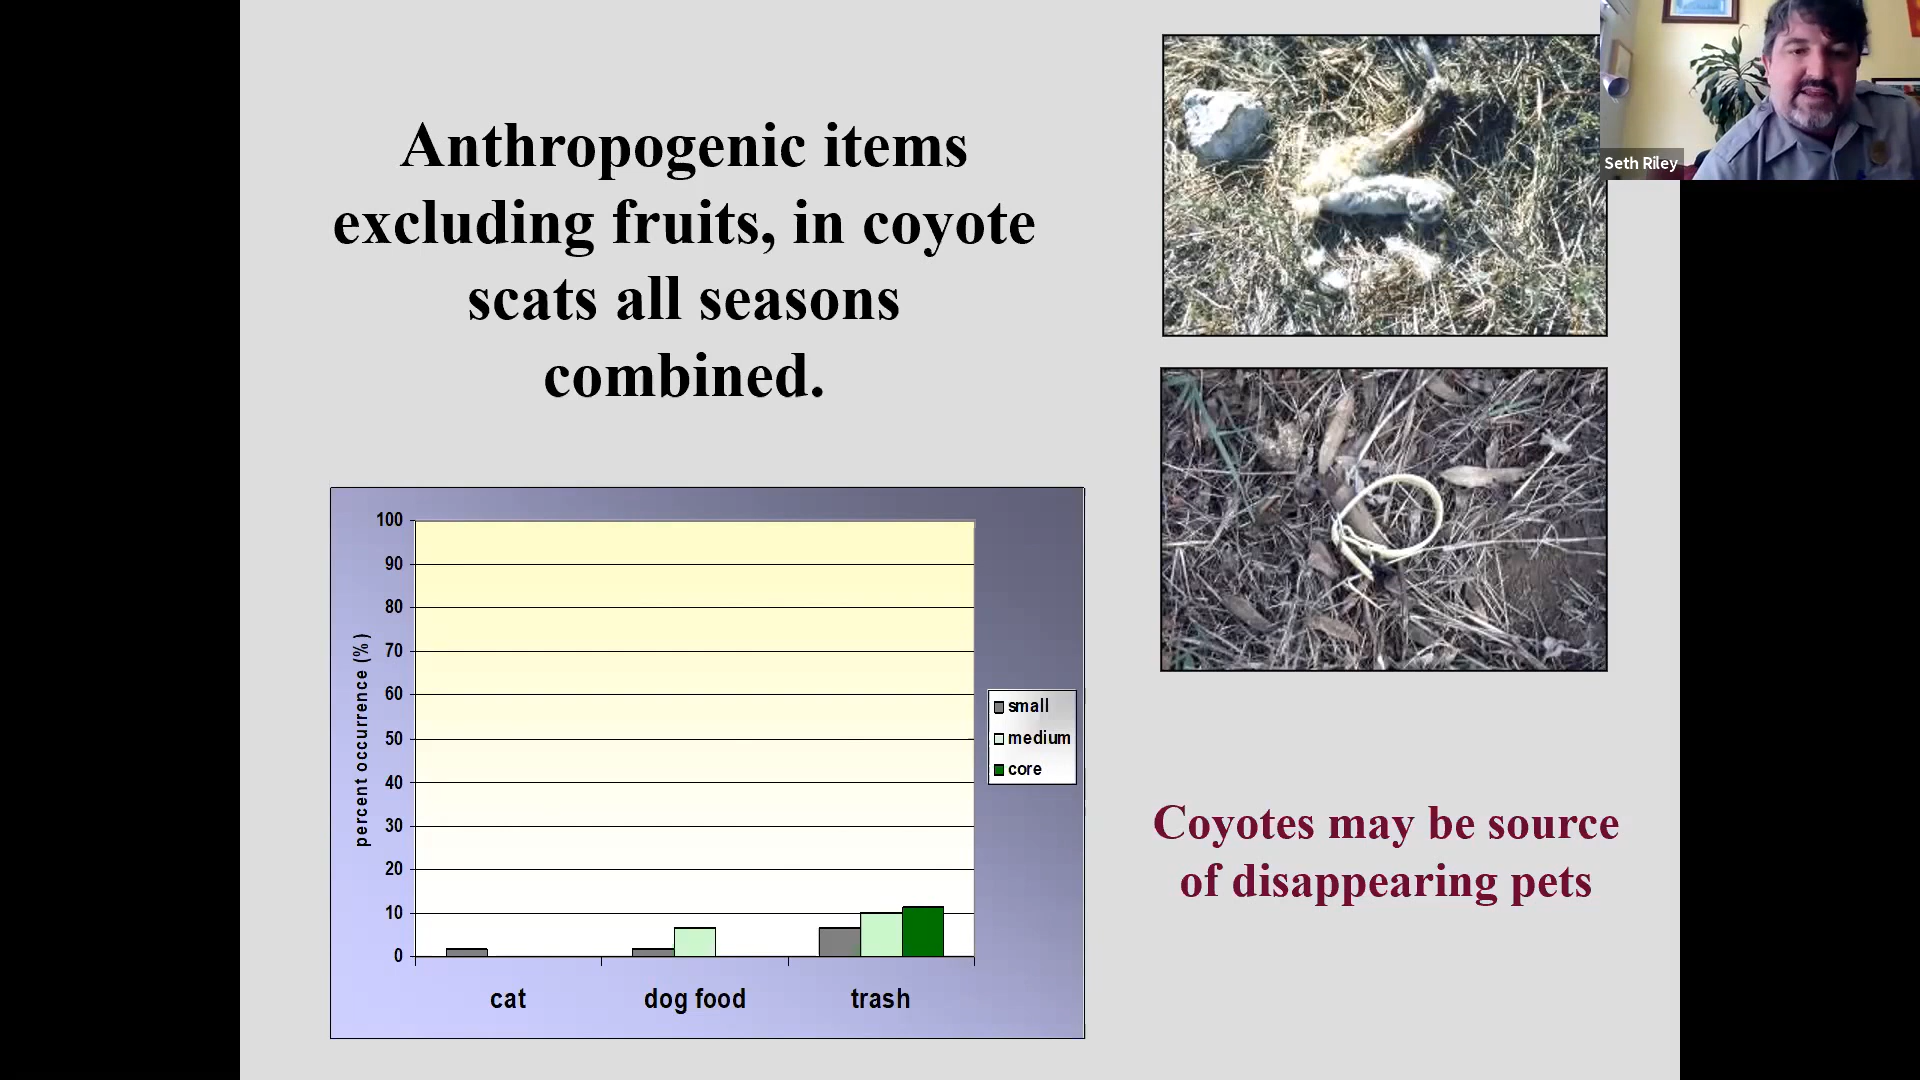 Anthropogenic items
excluding fruits, in coyote
scats all seasons
combined.
Seth Riley
100
90
80
70
60
50
40
30
20
10
0
percent occurrence (%)
cat
dog food
trash
small
medium
core
Coyotes may be source
of disappearing pets